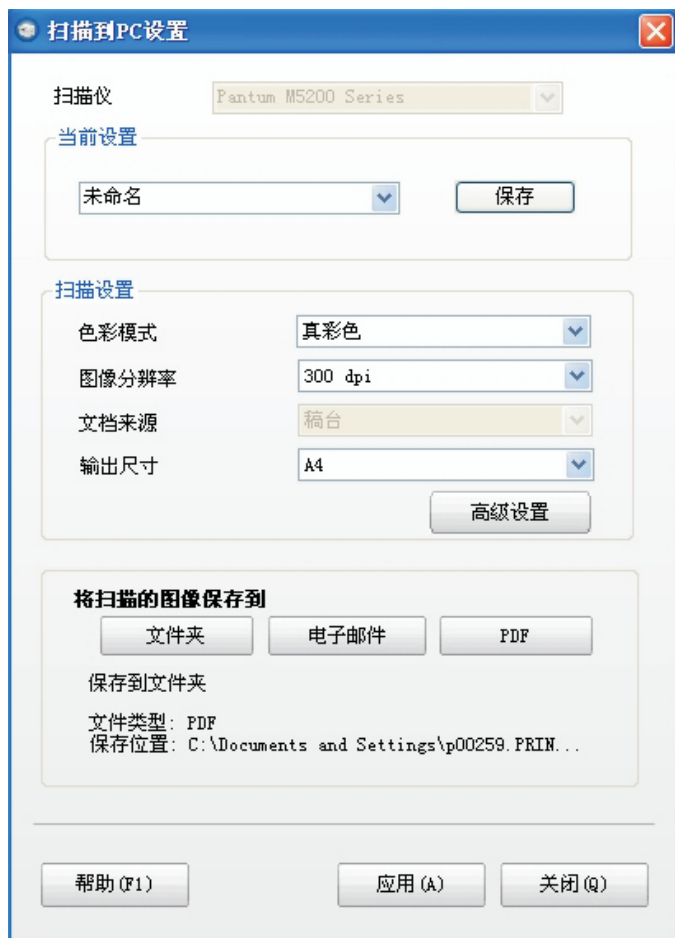 扫描到PC设置
扫描仪 Pantum M5200 Series
当前设置
未命名 保存
扫描设置
色彩模式 真彩色
图像分辨率 300 dpi
文档来源 稿台
输出尺寸 A4
高级设置
将扫描的图像保存到
文件夹 电子邮件 PDF
保存到文件夹
文件类型: PDF
保存位置: C:\Documents and Settings\p00259.PRIN...
帮助(F1) 应用(A) 关闭(Q)